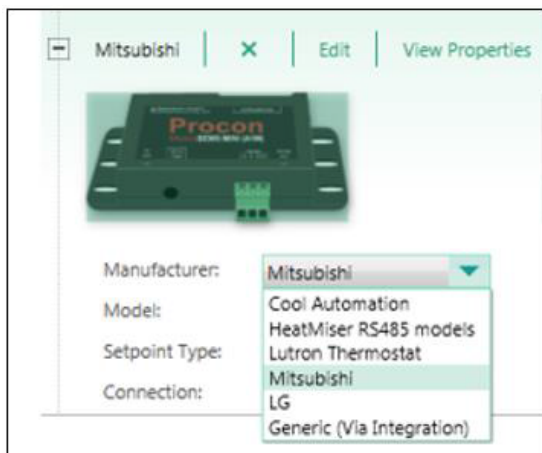 Mitsubishi × Edit View Properties
Procon
Manufacturer: Mitsubishi
Cool Automation
Model:
HeatMiser RS485 models
Lutron Thermostat
Setpoint Type:
Mitsubishi
Connection:
LG
Generic (Via Integration)